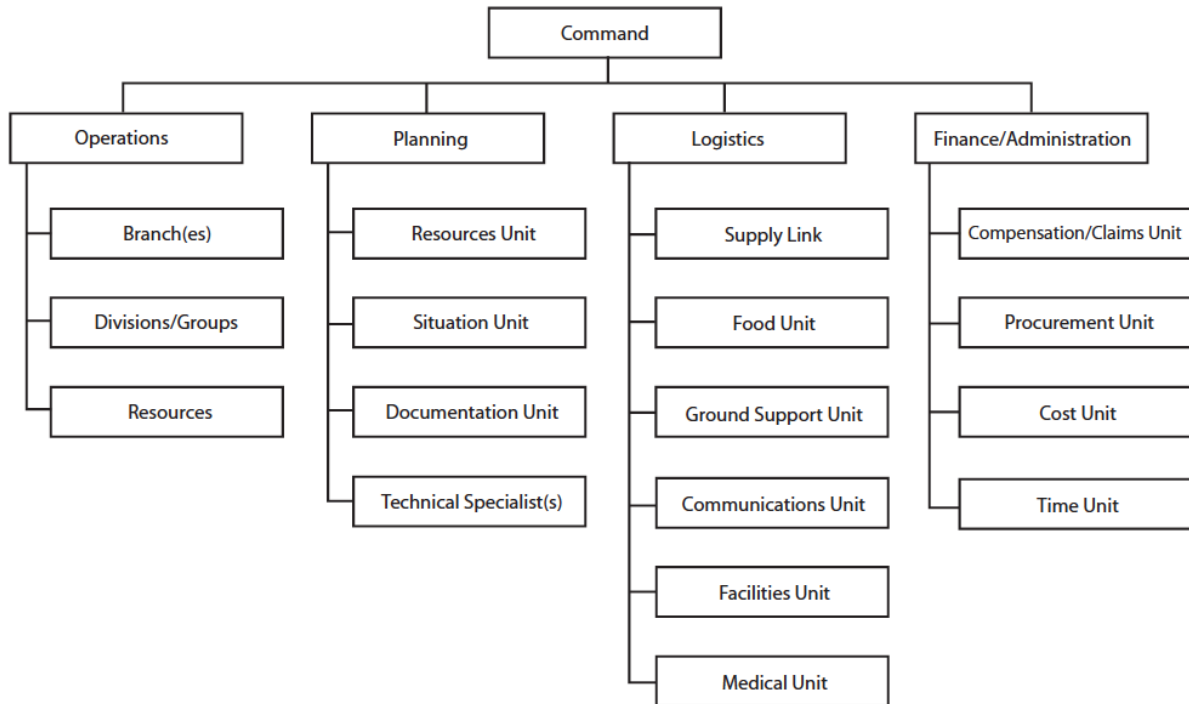 Command
Operations
Planning
Logistics
Finance/Administration
Branch(es)
Resources Unit
Supply Link
Compensation/Claims Unit
Divisions/Groups
Situation Unit
Food Unit
Procurement Unit
Resources
Documentation Unit
Ground Support Unit
Cost Unit
Technical Specialist(s)
Communications Unit
Time Unit
Facilities Unit
Medical Unit